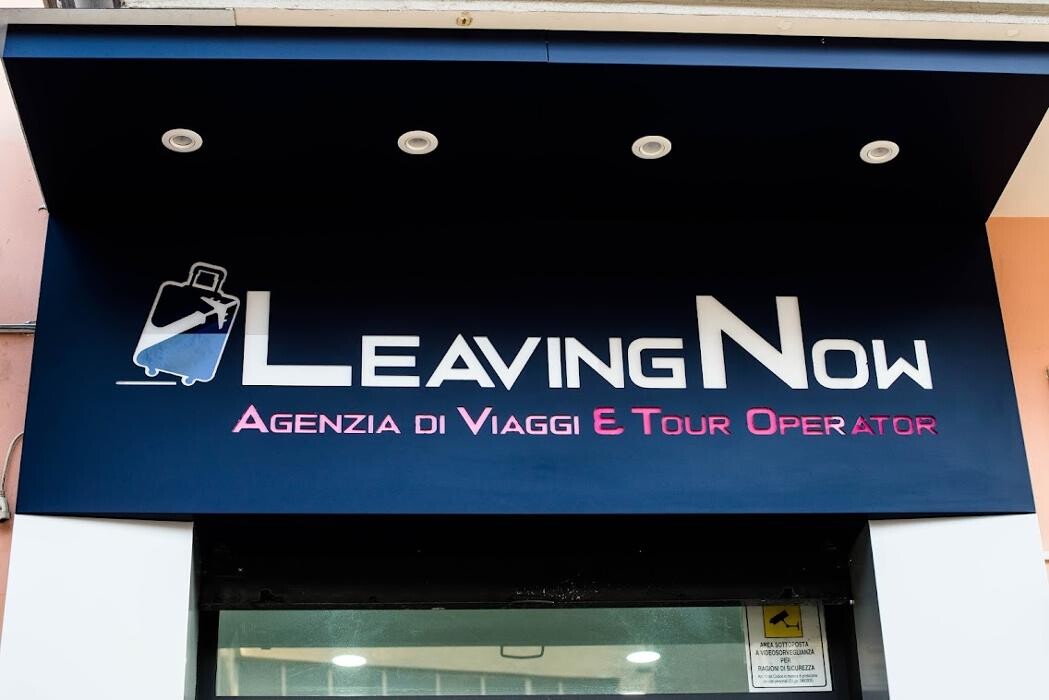 LEAVINGNOW
AGENZIA DI VIAGGI & TOUR OPERATOR
AREA SOTTOPOSTA
A VIDEOSORVEGLIANZA
PER
RAGIONI DI SICUREZZA